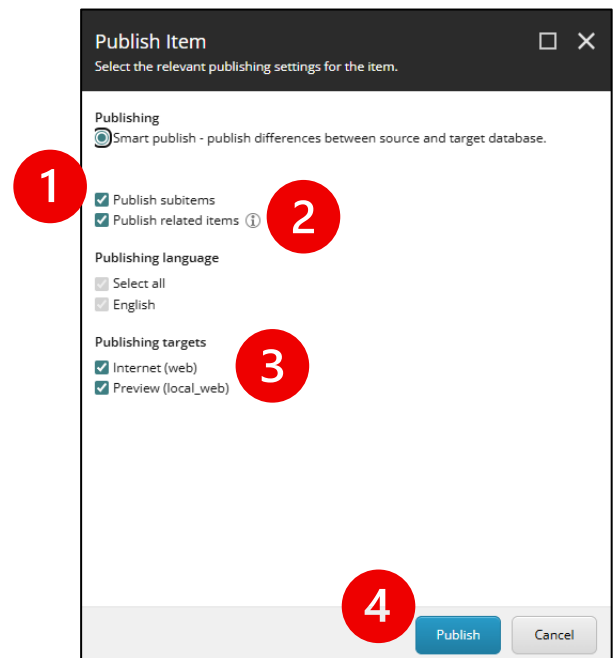 Publish Item
Select the relevant publishing settings for the item.
Publishing
Smart publish - publish differences between source and target database.
1
Publish subitems
Publish related items
2
Publishing language
Select all
English
Publishing targets
Internet (web)
3
Preview (local_web)
4
Publish
Cancel